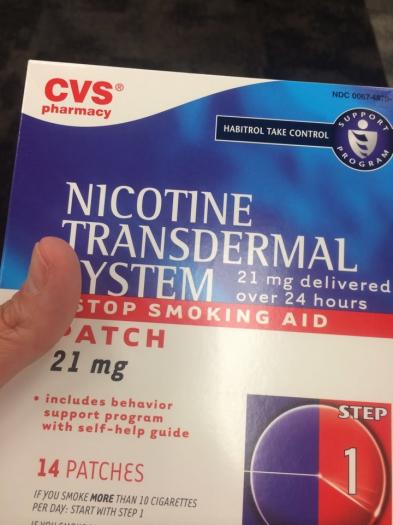 CVS®
pharmacy
NDC 0067-
HABITROL TAKE CONTROL
SUPPORT
PROGRAM
NICOTINE
TRANSDERMAL
YSTEM
21 mg delivered
over 24 hours
STOP SMOKING AID
ATCH
21 mg
• includes behavior
support program
with self-help guide
14 PATCHES
IF YOU SMOKE MORE THAN 10 CIGARETTES
PER DAY: START WITH STEP 1
STEP
1